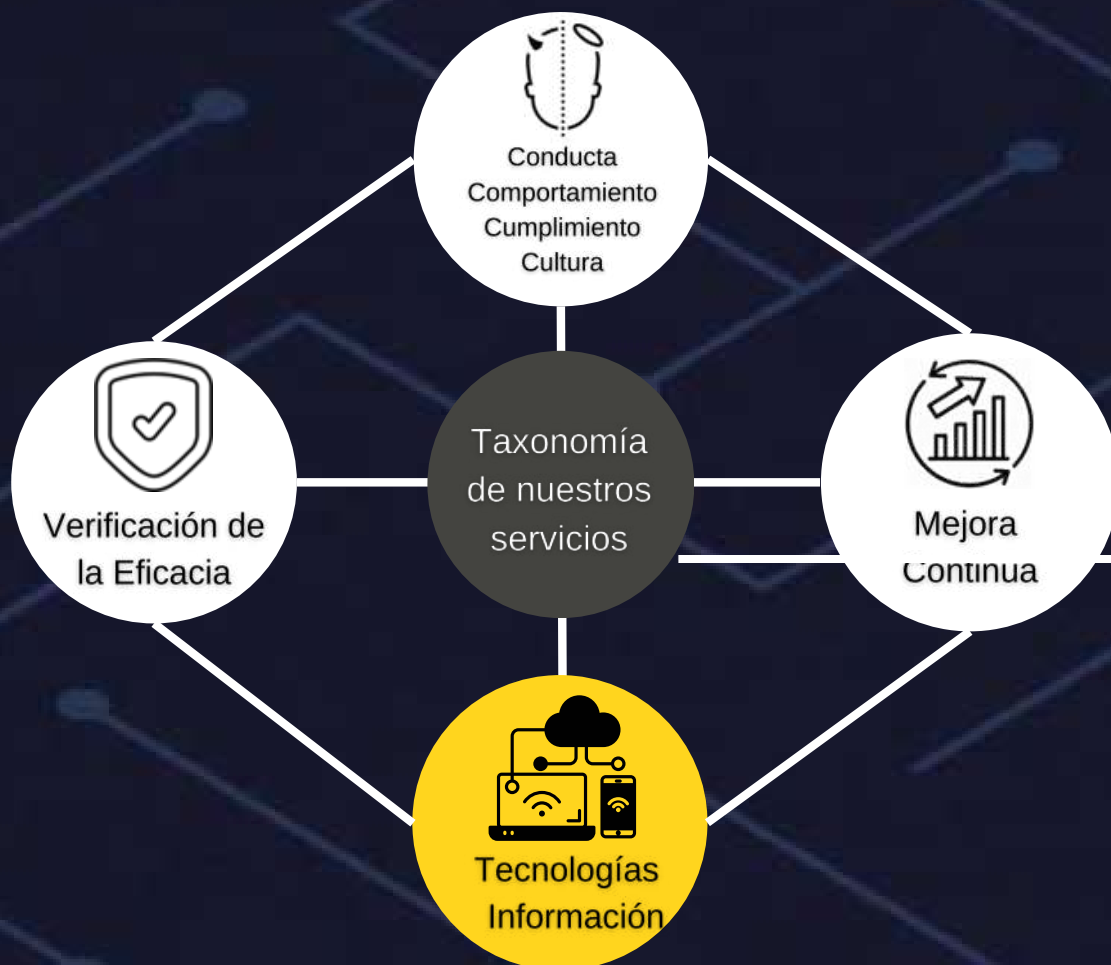 Conducta
Comportamiento
Cumplimiento
Cultura
Verificación de
la Eficacia
Taxonomía
de nuestros
servicios
Mejora
Continua
Tecnologías
Información